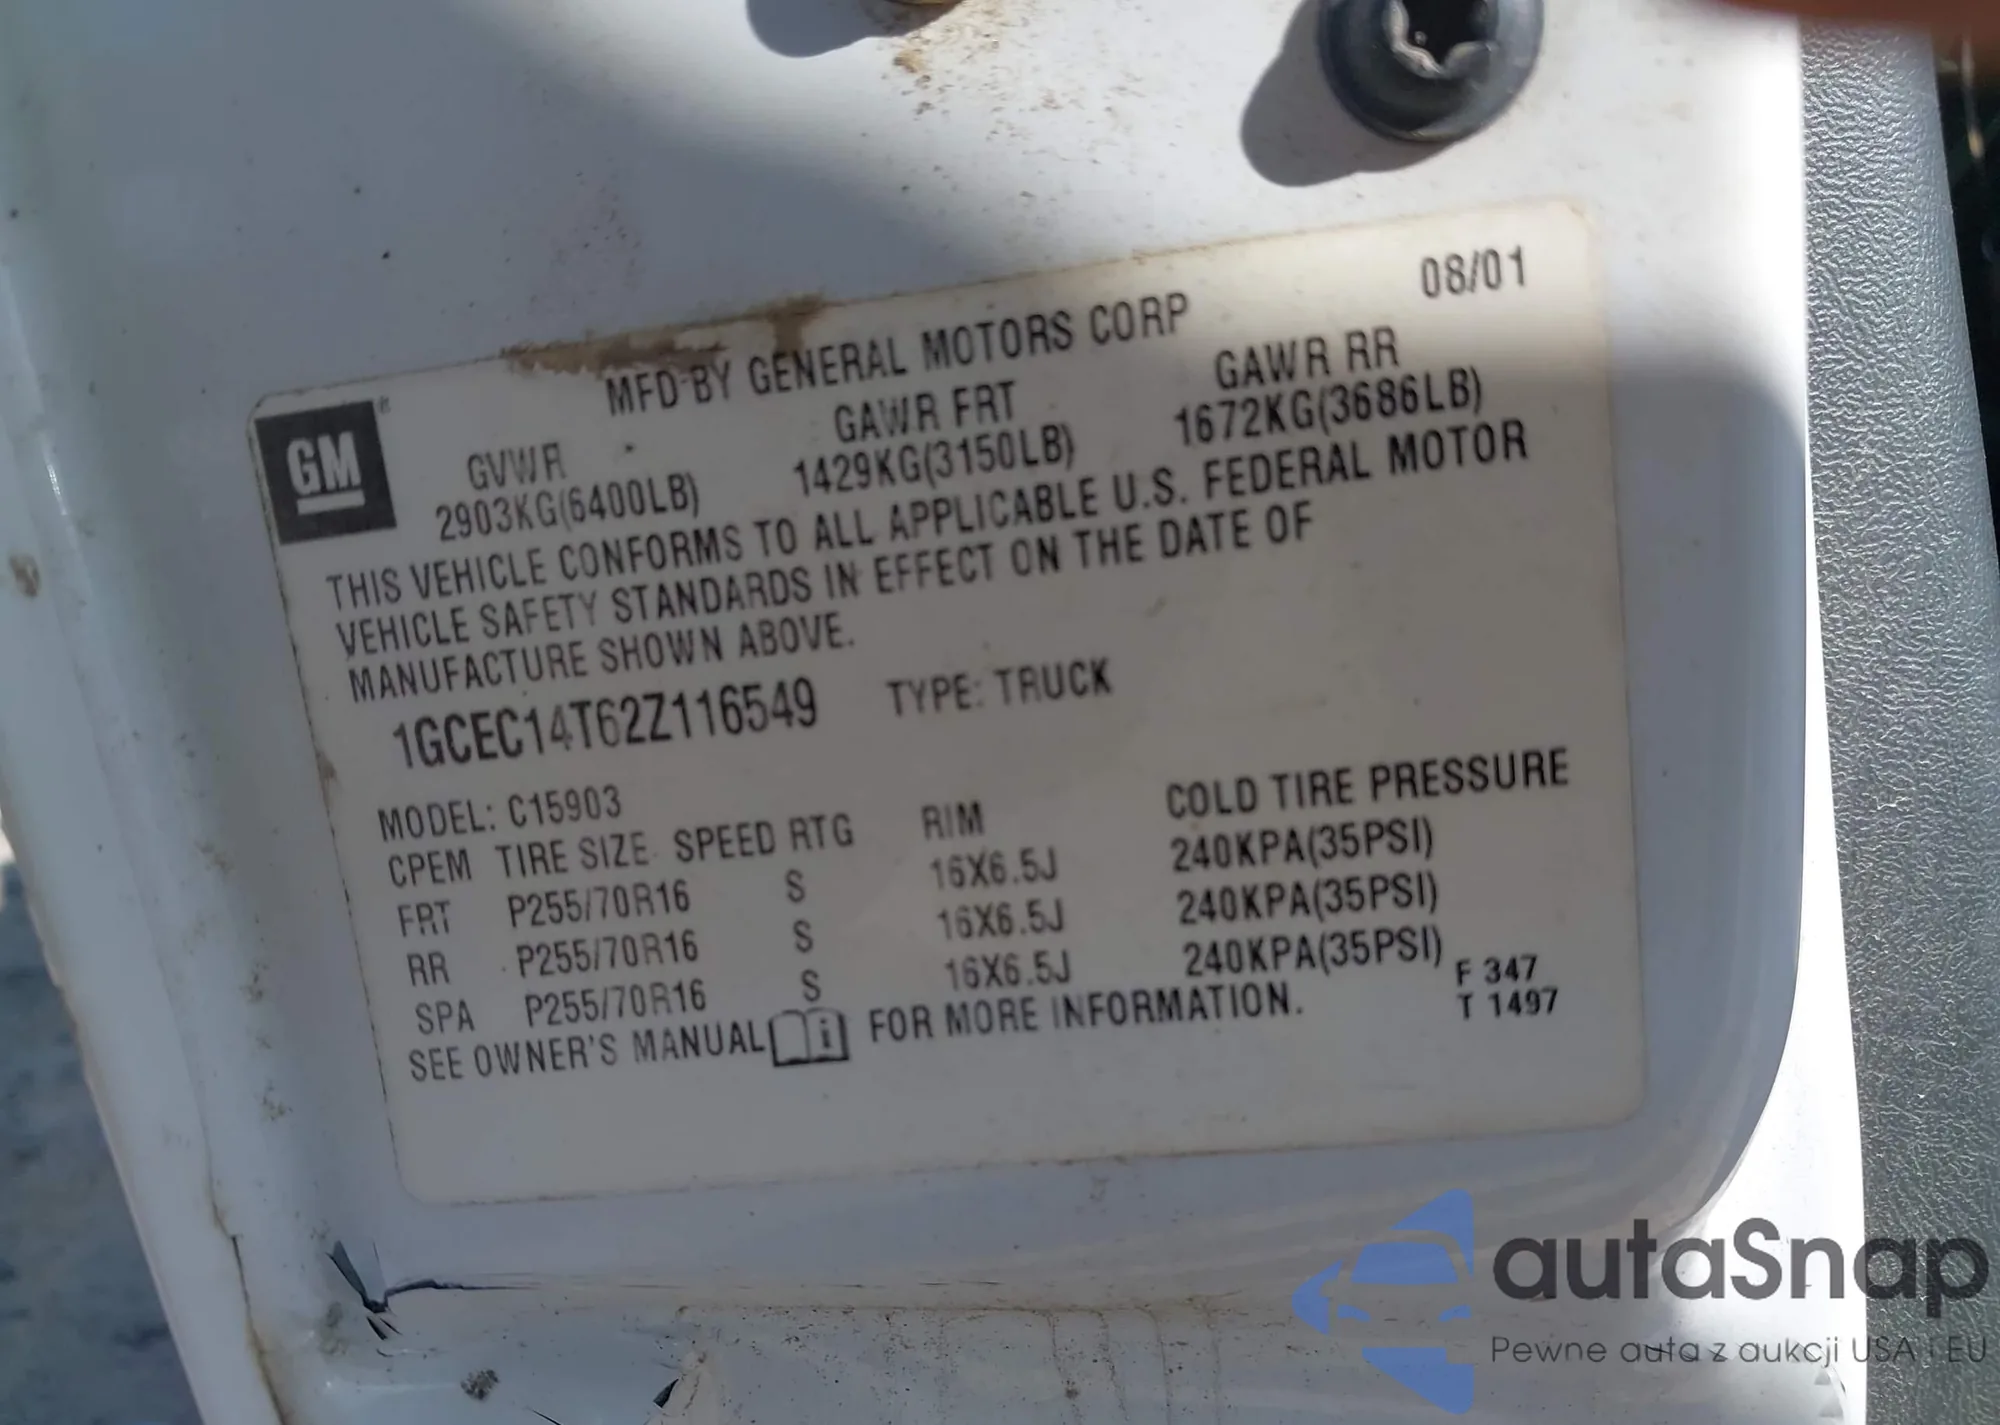 08/01
MFD BY GENERAL MOTORS CORP
GM®
GVWR GAWR FRT GAWR RR
2903KG(6400LB) 1429KG(3150LB) 1672KG(3686LB)
THIS VEHICLE CONFORMS TO ALL APPLICABLE U.S. FEDERAL MOTOR
VEHICLE SAFETY STANDARDS IN EFFECT ON THE DATE OF
MANUFACTURE SHOWN ABOVE.
1GCEC14T62Z116549 TYPE: TRUCK
MODEL: C15903
CPEM TIRE SIZE SPEED RTG RIM COLD TIRE PRESSURE
FRT P255/70R16 S 16X6.5J 240KPA(35PSI)
RR P255/70R16 S 16X6.5J 240KPA(35PSI)
SPA P255/70R16 S 16X6.5J 240KPA(35PSI)
SEE OWNER'S MANUAL i FOR MORE INFORMATION.
F 347
T 1497
autaSnap
Pewne auta z aukcji USA i EU